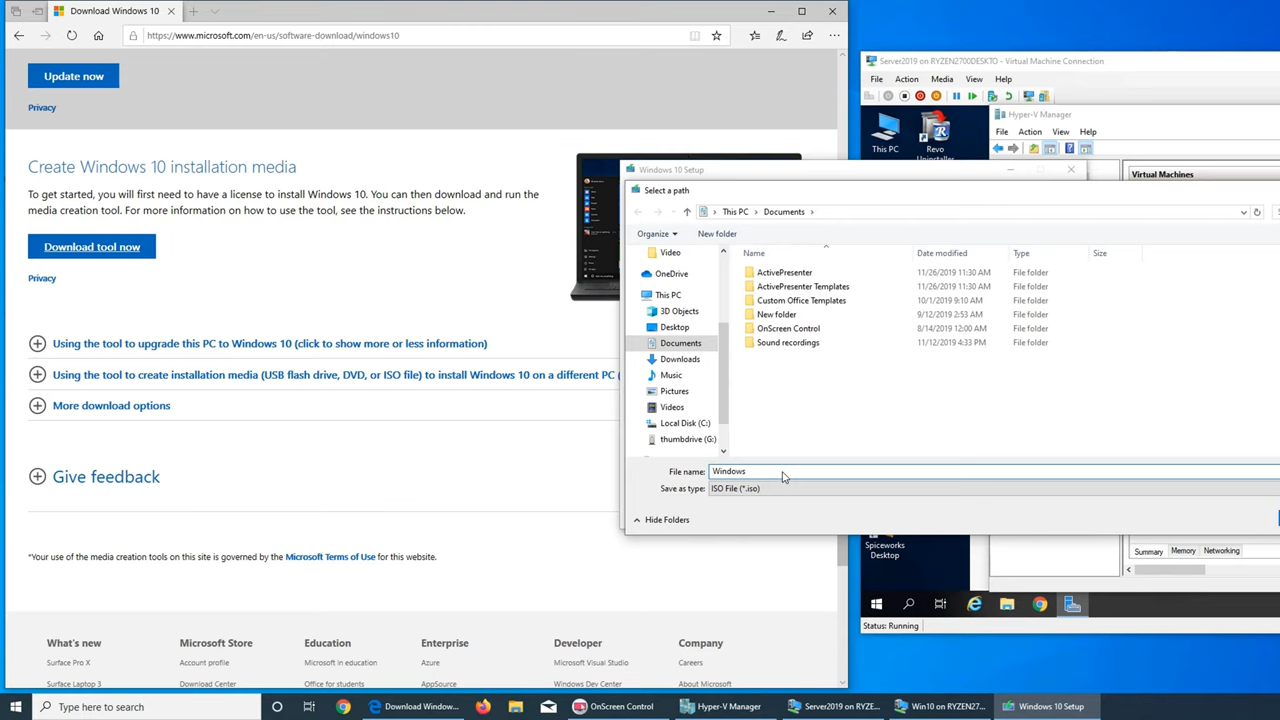 Download Windows 10
https://www.microsoft.com/en-us/software-download/windows10
Update now
Privacy
Create Windows 10 installation media
To get started, you will first need to have a license to install Windows 10. You can then download and run the
media creation tool. For more information on how to use the tool, see the instructions below.
Download tool now
Privacy
Using the tool to upgrade this PC to Windows 10 (click to show more or less information)
Using the tool to create installation media (USB flash drive, DVD, or ISO file) to install Windows 10 on a different PC (
More download options
Give feedback
*Your use of the media creation tools on this site is governed by the Microsoft Terms of Use for this website.
What's new
Microsoft Store
Education
Enterprise
Developer
Company
Surface Pro X
Account profile
Microsoft in education
Azure
Microsoft Visual Studio
Careers
Surface Laptop 3
Download Center
Office for students
AppSource
Windows Dev Center
About Microsoft
Server2019 on RYZEN2700DESKTO - Virtual Machine Connection
File Action Media View Help
This PC
Revo
Uninstaller
Hyper-V Manager
File Action View Help
Virtual Machines
Windows 10 Setup
Select a path
This PC > Documents >
Organize
New folder
Video
OneDrive
This PC
3D Objects
Desktop
Documents
Downloads
Music
Pictures
Videos
Local Disk (C:)
thumbdrive (G:)
Name Date modified Type Size
ActivePresenter 11/26/2019 11:30 AM File folder
ActivePresenter Templates 11/26/2019 11:30 AM File folder
Custom Office Templates 10/1/2019 9:10 AM File folder
New folder 9/12/2019 2:53 AM File folder
OnScreen Control 8/14/2019 12:00 AM File folder
Sound recordings 11/12/2019 4:33 PM File folder
File name: Windows
Save as type: ISO File (*.iso)
Hide Folders
Spiceworks
Desktop
Summary Memory Networking
Status: Running
Type here to search
Download Window...
OnScreen Control
Hyper-V Manager
Server2019 on RYZE...
Win10 on RYZEN27...
Windows 10 Setup